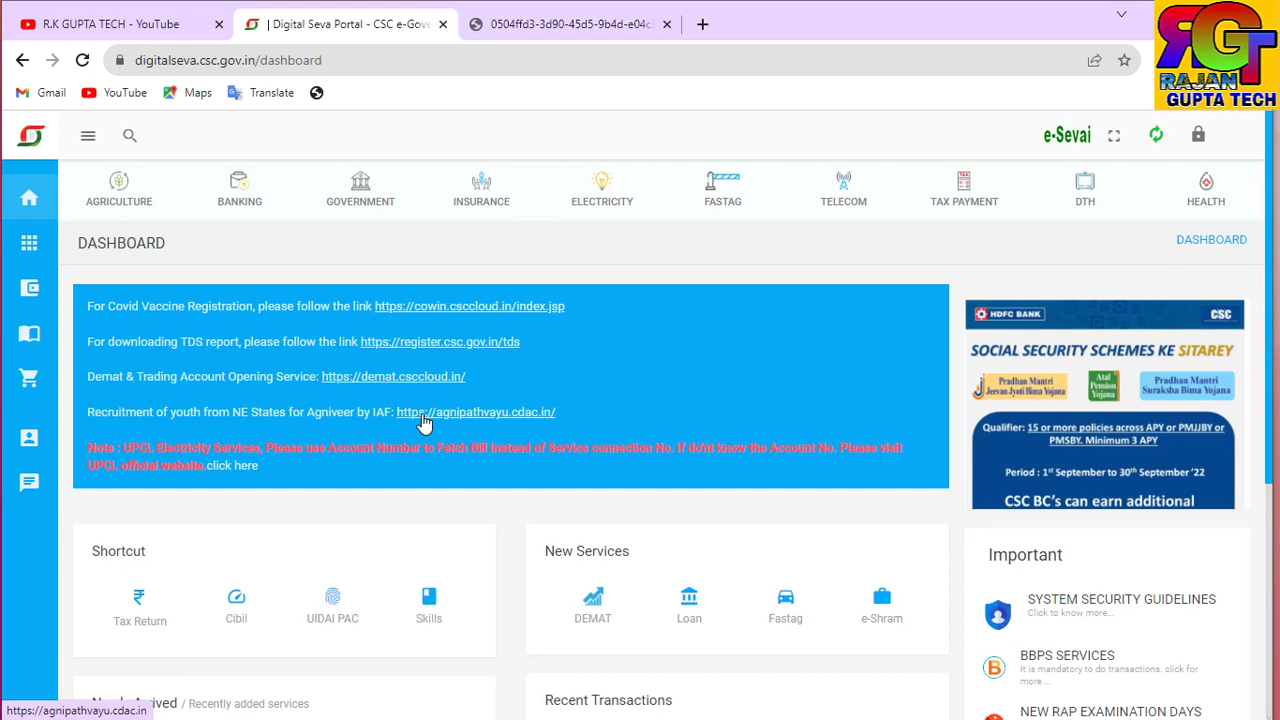 R.K GUPTA TECH - YouTube
| Digital Seva Portal - CSC e-Gove
0504ffd3-3d90-45d5-9b4d-e04c
digitalseva.csc.gov.in/dashboard
RGT
RAJAN
GUPTA TECH
Gmail
YouTube
Maps
Translate
e-Sevai
AGRICULTURE
BANKING
GOVERNMENT
INSURANCE
ELECTRICITY
FASTAG
TELECOM
TAX PAYMENT
DTH
HEALTH
DASHBOARD
DASHBOARD
For Covid Vaccine Registration, please follow the link https://cowin.csccloud.in/index.jsp
For downloading TDS report, please follow the link https://register.csc.gov.in/tds
Demat & Trading Account Opening Service: https://demat.csccloud.in/
Recruitment of youth from NE States for Agniveer by IAF: https://agnipathvayu.cdac.in/
Note : UPCL Electricity Services, Please use Account Number to Fetch Bill Instead of Service connection No. If do'nt know the Account No. Please visit
UPCL official website.click here
HDFC BANK
CSC
SOCIAL SECURITY SCHEMES KE SITAREY
Pradhan Mantri
Jeevan Jyoti Bima Yojana
Atal
Pension
Yojana
Pradhan Mantri
Suraksha Bima Yojana
Qualifier: 15 or more policies across APY or PMJJBY or
PMSBY. Minimum 3 APY
Period : 1st September to 30th September '22
CSC BC's can earn additional
Shortcut
Tax Return
Cibil
UIDAI PAC
Skills
New Services
DEMAT
Loan
Fastag
e-Shram
Important
SYSTEM SECURITY GUIDELINES
Click to know more...
BBPS SERVICES
It is mandatory to do transactions. click for
more ...
NEW RAP EXAMINATION DAYS
/ Recently added services
Recent Transactions
https://agnipathvayu.cdac.in